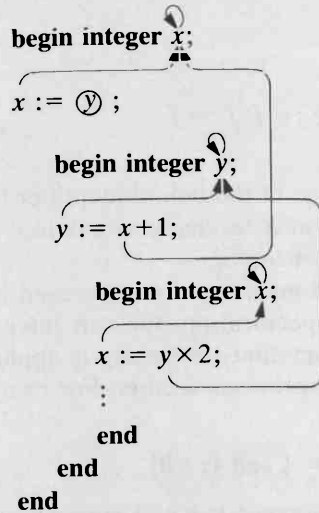 begin integer x;
x := y ;
begin integer y;
y := x+1;
begin integer x;
x := y×2;
⋮
end
end
end